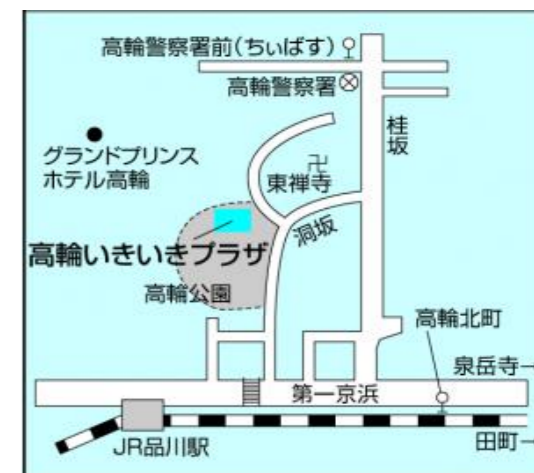 高輪警察署前(ちぃばす)
高輪警察署
桂坂
グランドプリンス
ホテル高輪
卍
東禅寺
洞坂
高輪いきいきプラザ
高輪公園
高輪北町
泉岳寺→
第一京浜
JR品川駅
田町→